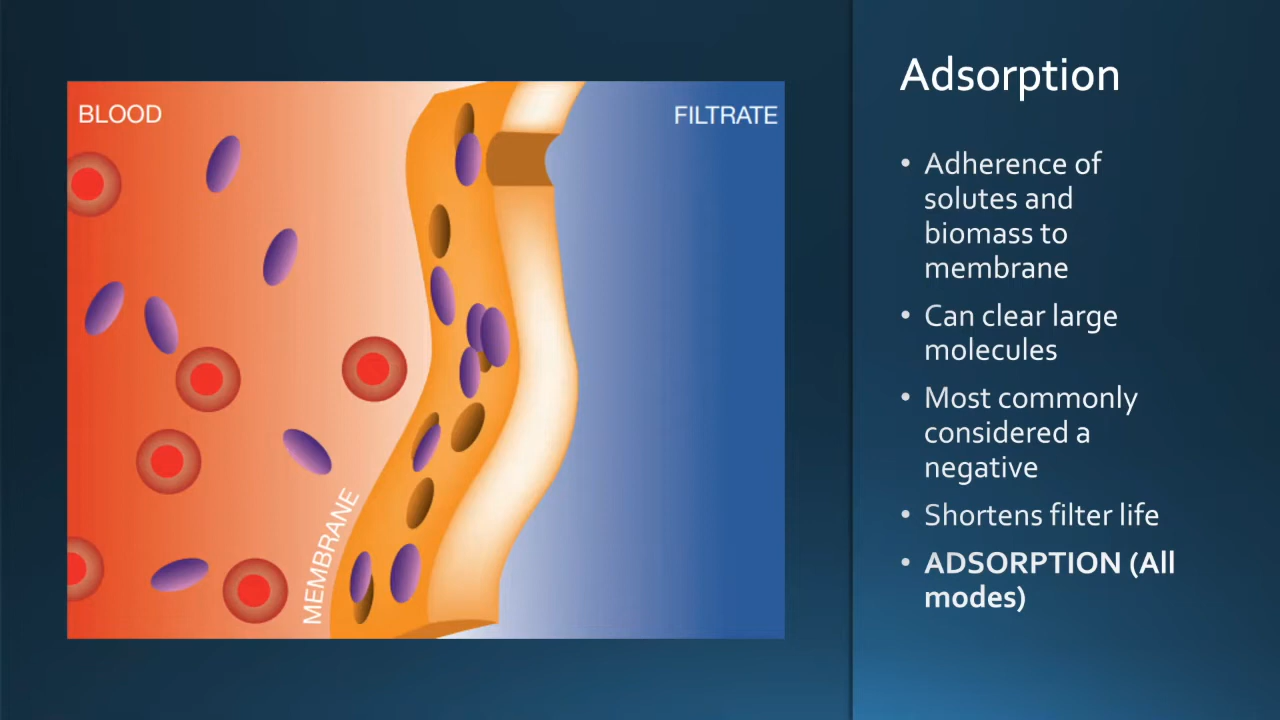 BLOOD
FILTRATE
MEMBRANE
Adsorption
• Adherence of
solutes and
biomass to
membrane
• Can clear large
molecules
• Most commonly
considered a
negative
• Shortens filter life
• ADSORPTION (All
modes)